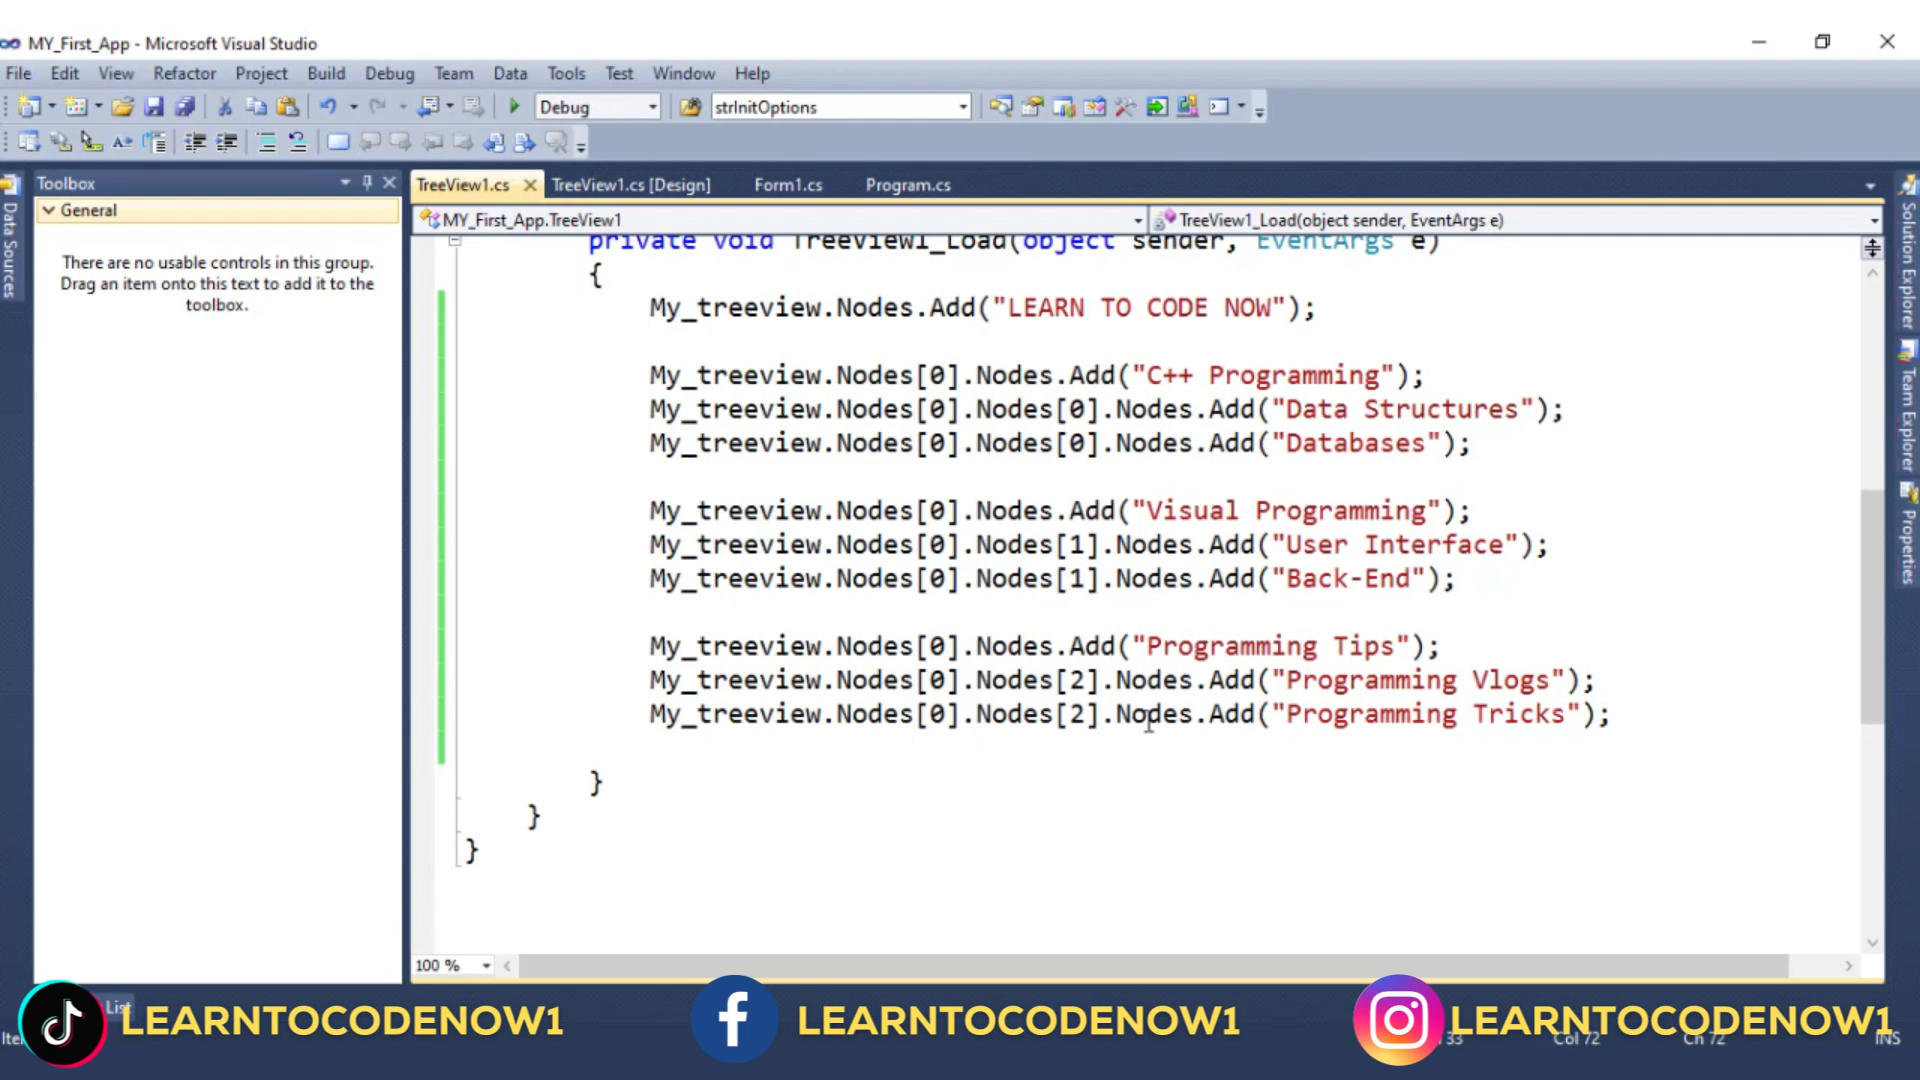 MY_First_App - Microsoft Visual Studio
File Edit View Refactor Project Build Debug Team Data Tools Test Window Help
Debug strInitOptions
Toolbox
General
There are no usable controls in this group.
Drag an item onto this text to add it to the
toolbox.
Data Sources
TreeView1.cs TreeView1.cs [Design] Form1.cs Program.cs
MY_First_App.TreeView1 TreeView1_Load(object sender, EventArgs e)
private void TreeView1_Load(object sender, EventArgs e)
{
My_treeview.Nodes.Add("LEARN TO CODE NOW");
My_treeview.Nodes[0].Nodes.Add("C++ Programming");
My_treeview.Nodes[0].Nodes[0].Nodes.Add("Data Structures");
My_treeview.Nodes[0].Nodes[0].Nodes.Add("Databases");
My_treeview.Nodes[0].Nodes.Add("Visual Programming");
My_treeview.Nodes[0].Nodes[1].Nodes.Add("User Interface");
My_treeview.Nodes[0].Nodes[1].Nodes.Add("Back-End");
My_treeview.Nodes[0].Nodes.Add("Programming Tips");
My_treeview.Nodes[0].Nodes[2].Nodes.Add("Programming Vlogs");
My_treeview.Nodes[0].Nodes[2].Nodes.Add("Programming Tricks");
}
}
}
Solution Explorer
Team Explorer
Properties
100 %
List
LEARNTOCODENOW1 LEARNTOCODENOW1 LEARNTOCODENOW1
Col 72 Ch 72 INS